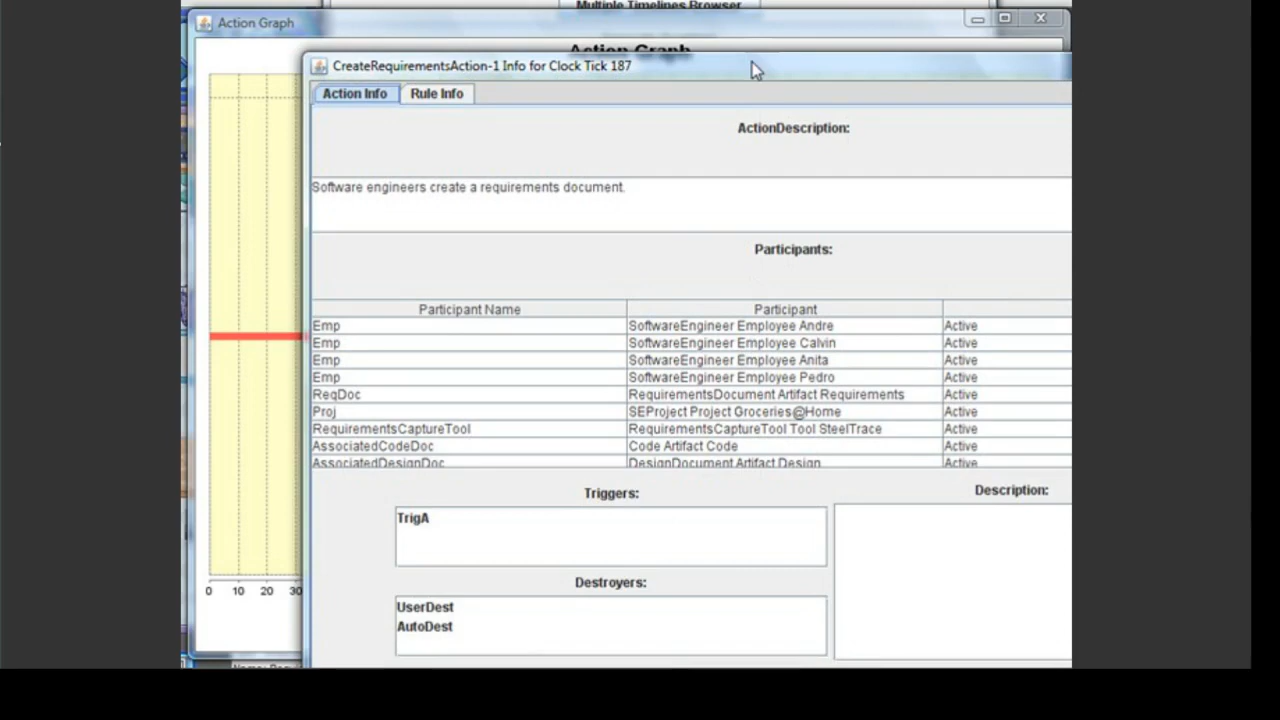 Multiple Timelines Browser
Action Graph
Action Graph
CreateRequirementsAction-1 Info for Clock Tick 187
Action Info Rule Info
ActionDescription:
Software engineers create a requirements document.
Participants:
Participant Name Participant
Emp SoftwareEngineer Employee Andre Active
Emp SoftwareEngineer Employee Calvin Active
Emp SoftwareEngineer Employee Anita Active
Emp SoftwareEngineer Employee Pedro Active
ReqDoc RequirementsDocument Artifact Requirements Active
Proj SEProject Project Groceries@Home Active
RequirementsCaptureTool RequirementsCaptureTool Tool SteelTrace Active
AssociatedCodeDoc Code Artifact Code Active
AssociatedDesignDoc DesignDocument Artifact Design Active
Triggers:
Description:
TrigA
Destroyers:
UserDest
AutoDest
0 10 20 30